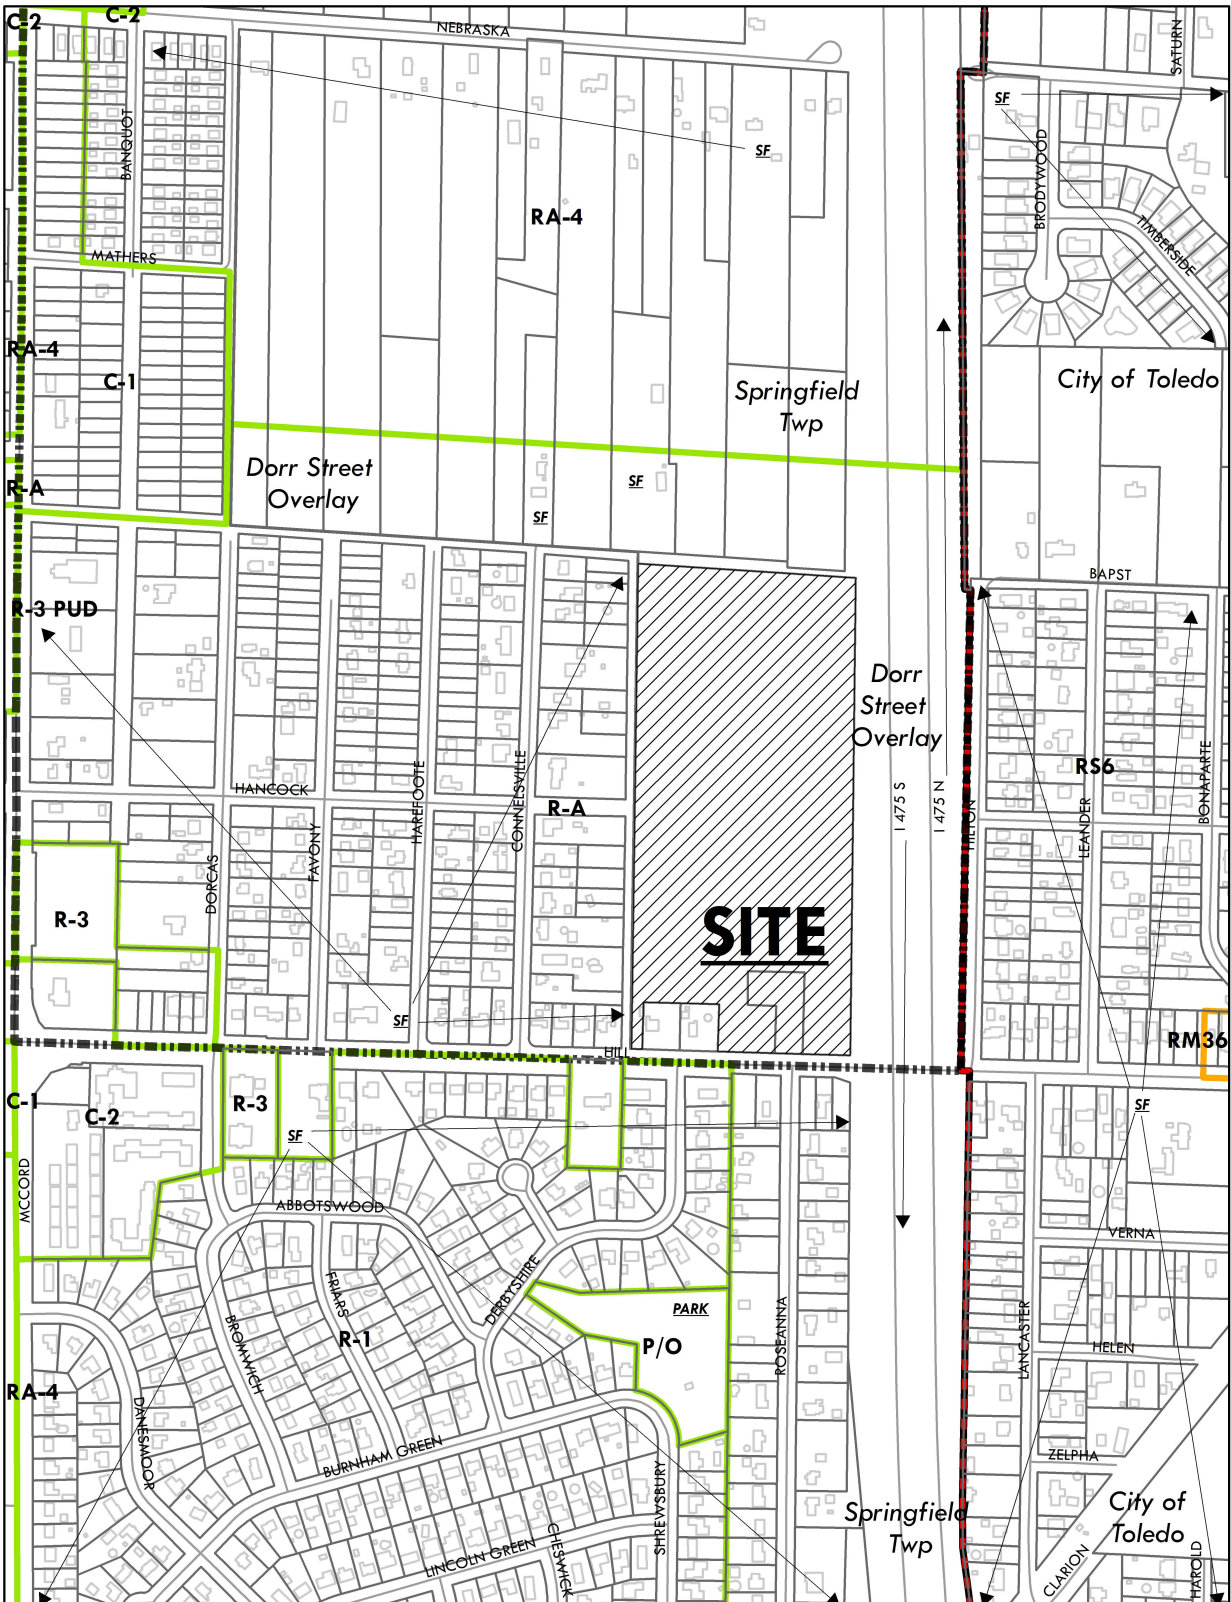 C-2
C-2
NEBRASKA
SATURN
SF
SF
BANQUOT
BRODYWOOD
RA-4
TIMBERSIDE
MATHERS
RA-4
C-1
Springfield
Twp
City of Toledo
Dorr Street
Overlay
R-A
SF
SF
BAPST
R-3 PUD
Dorr
Street
Overlay
RS6
BONAPARTE
HANCOCK
HAREFOOTE
CONNELSVILLE
R-A
I 475 S
I 475 N
HILTON
LEANDER
FAVONY
DORCAS
R-3
SITE
SF
HILL
RM36
C-1
C-2
R-3
SF
SF
MCCORD
ABBOTSWOOD
VERNA
DERBYSHIRE
FRIARS
BROMWICH
R-1
PARK
P/O
ROSEANNA
LANCASTER
HELEN
RA-4
DANESMOOR
BURNHAM GREEN
ZELPHA
SHREWSBURY
Springfield
Twp
City of
Toledo
LINCOLN GREEN
CHESWICK
CLARION
HAROLD